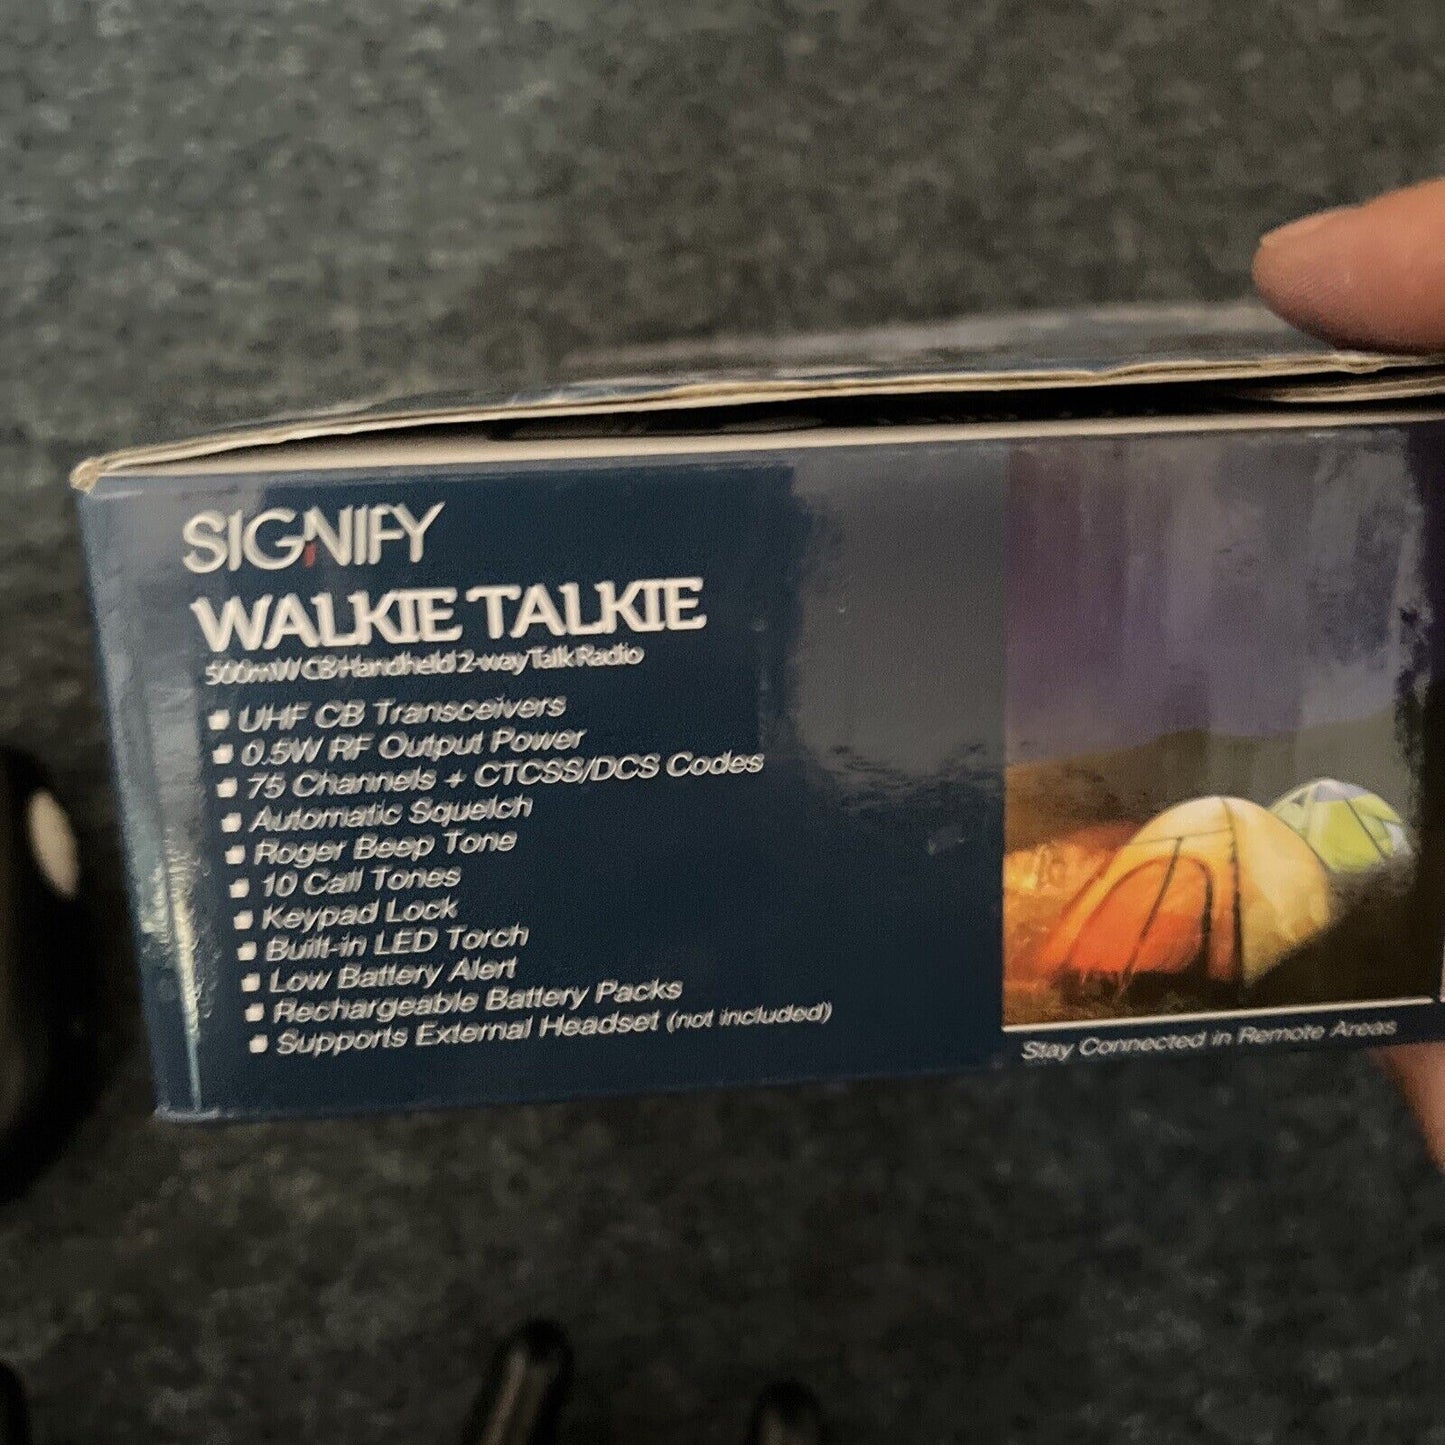 SIGNIFY
WALKIE TALKIE
500mW CB Handheld 2-way Talk Radio
UHF CB Transceivers
0.5W RF Output Power
75 Channels + CTCSS/DCS Codes
Automatic Squelch
Roger Beep Tone
10 Call Tones
Keypad Lock
Built-in LED Torch
Low Battery Alert
Rechargeable Battery Packs
Supports External Headset (not included)
Stay Connected in Remote Areas